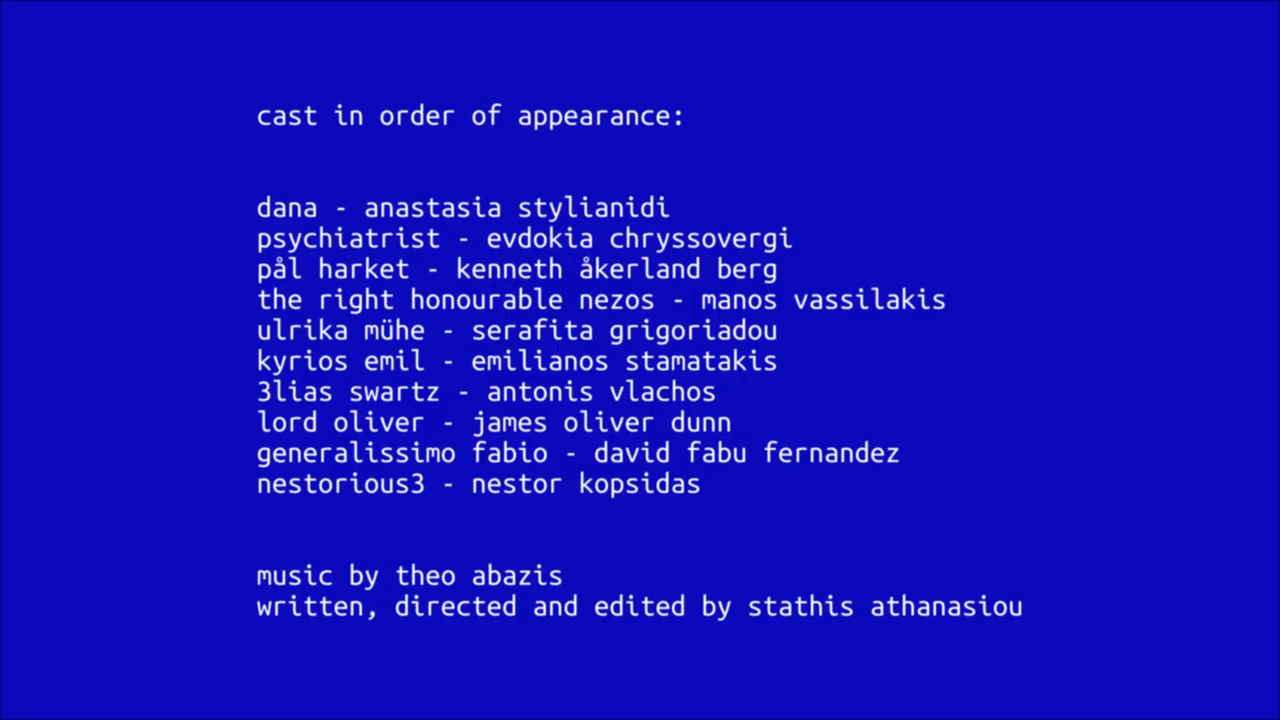 cast in order of appearance:
dana - anastasia stylianidi
psychiatrist - evdokia chryssovergi
pål harket - kenneth åkerland berg
the right honourable nezos - manos vassilakis
ulrika mühe - serafita grigoriadou
kyrios emil - emilianos stamatakis
3lias swartz - antonis vlachos
lord oliver - james oliver dunn
generalissimo fabio - david fabu fernandez
nestorious3 - nestor kopsidas
music by theo abazis
written, directed and edited by stathis athanasiou